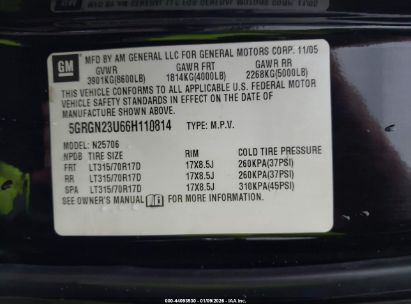 GM
MFD BY AM GENERAL LLC FOR GENERAL MOTORS CORP. 11/05
GVWR GAWR FRT GAWR RR
3901KG(8600LB) 1814KG(4000LB) 2268KG(5000LB)
THIS VEHICLE CONFORMS TO ALL APPLICABLE U.S. FEDERAL MOTOR
VEHICLE SAFETY STANDARDS IN EFFECT ON THE DATE OF
MANUFACTURE SHOWN ABOVE.
5GRGN23U66H110814 TYPE: M.P.V.
MODEL: N25706
NPDB TIRE SIZE RIM COLD TIRE PRESSURE
FRT LT315/70R17D 17X8.5J 260KPA(37PSI)
RR LT315/70R17D 17X8.5J 260KPA(37PSI)
SPA LT315/70R17D 17X8.5J 310KPA(45PSI)
SEE OWNER'S MANUAL FOR MORE INFORMATION.